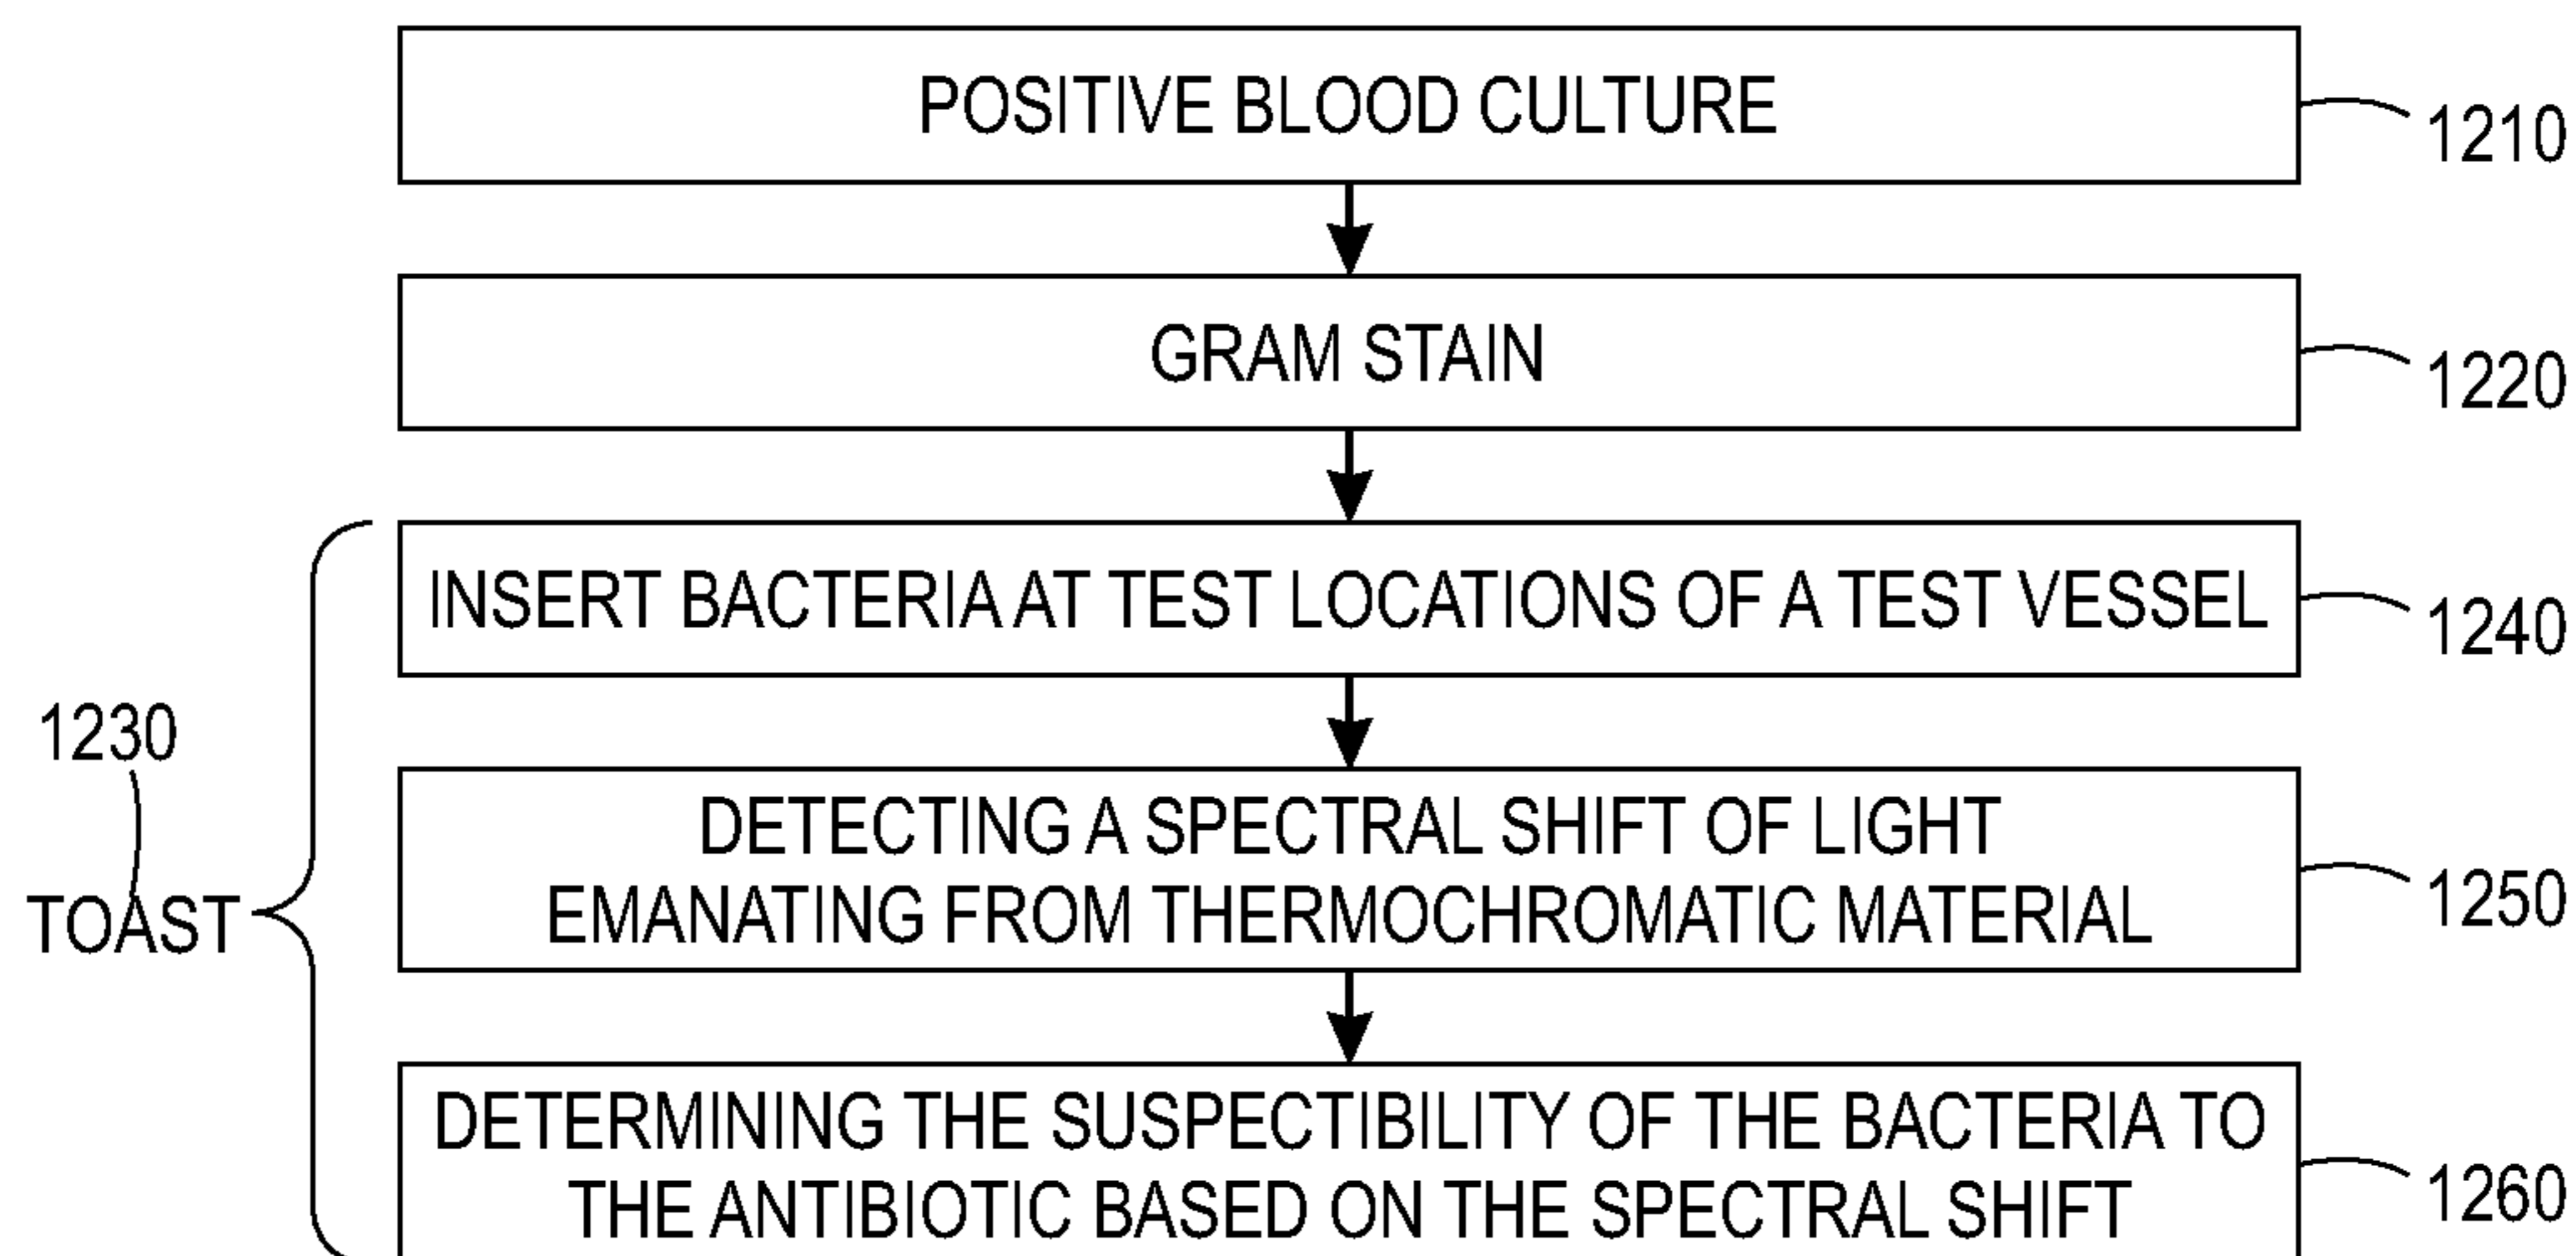 POSITIVE BLOOD CULTURE
1210
GRAM STAIN
1220
INSERT BACTERIA AT TEST LOCATIONS OF A TEST VESSEL
1240
1230
TOAST
DETECTING A SPECTRAL SHIFT OF LIGHT
EMANATING FROM THERMOCHROMATIC MATERIAL
1250
DETERMINING THE SUSPECTIBILITY OF THE BACTERIA TO
THE ANTIBIOTIC BASED ON THE SPECTRAL SHIFT
1260